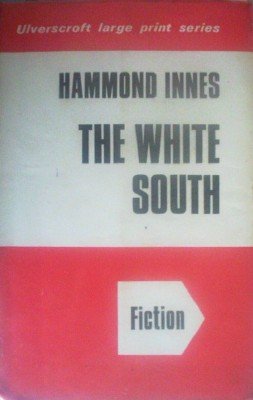 Ulverscroft large print series
HAMMOND INNES
THE WHITE
SOUTH
Fiction